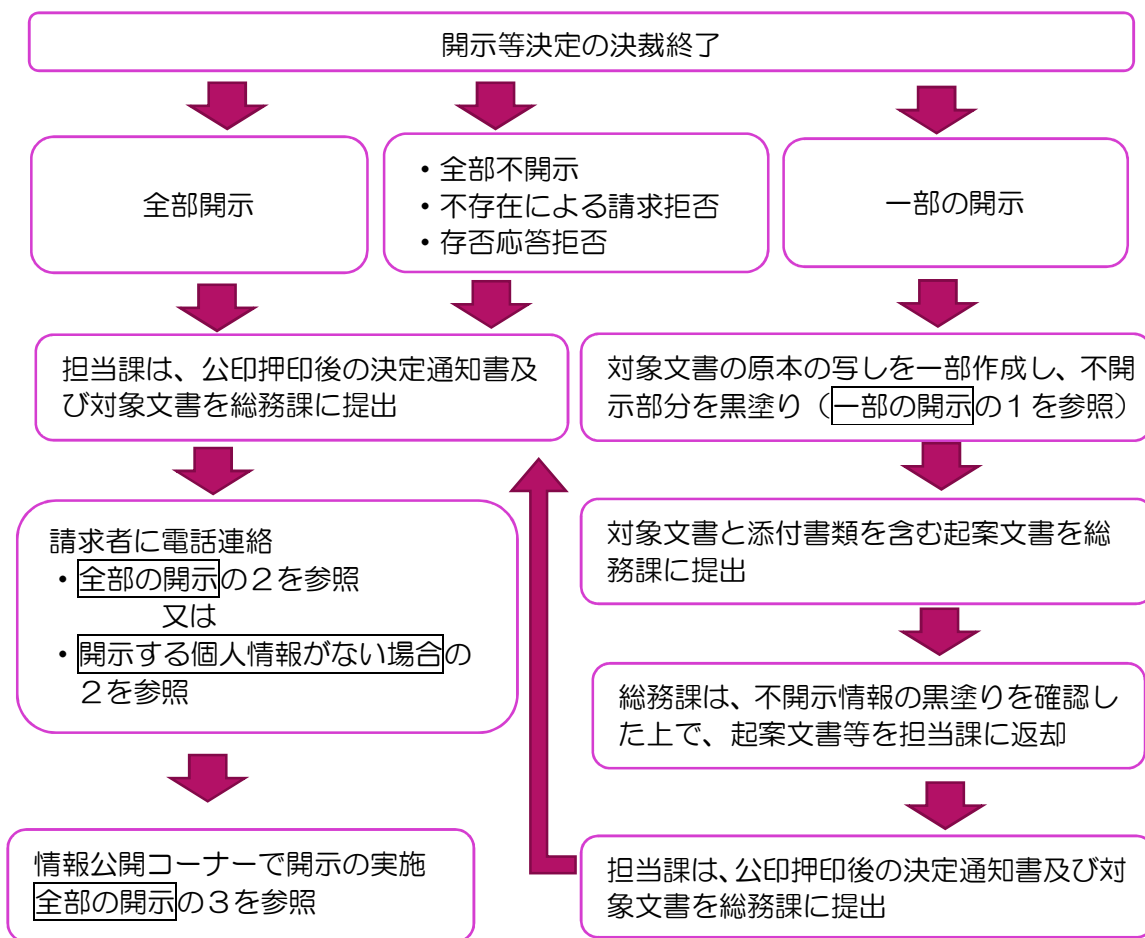 開示等決定の決裁終了
全部開示
・全部不開示
・不存在による請求拒否
・存否応答拒否
一部の開示
担当課は、公印押印後の決定通知書及
び対象文書を総務課に提出
対象文書の原本の写しを一部作成し、不開
示部分を黒塗り（一部の開示の１を参照）
請求者に電話連絡
・全部の開示の２を参照
又は
・開示する個人情報がない場合の
２を参照
対象文書と添付書類を含む起案文書を総
務課に提出
総務課は、不開示情報の黒塗りを確認し
た上で、起案文書等を担当課に返却
情報公開コーナーで開示の実施
全部の開示の３を参照
担当課は、公印押印後の決定通知書及び対
象文書を総務課に提出